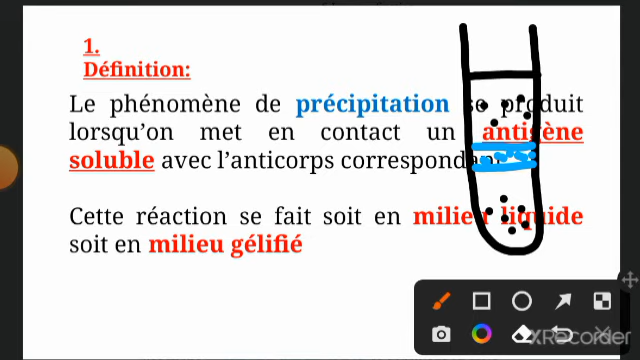 1.
Définition:
Le phénomène de précipitation se produit
lorsqu’on met en contact un antigène
soluble avec l’anticorps correspondant.
Cette réaction se fait soit en milieu liquide
soit en milieu gélifié
XRecorder